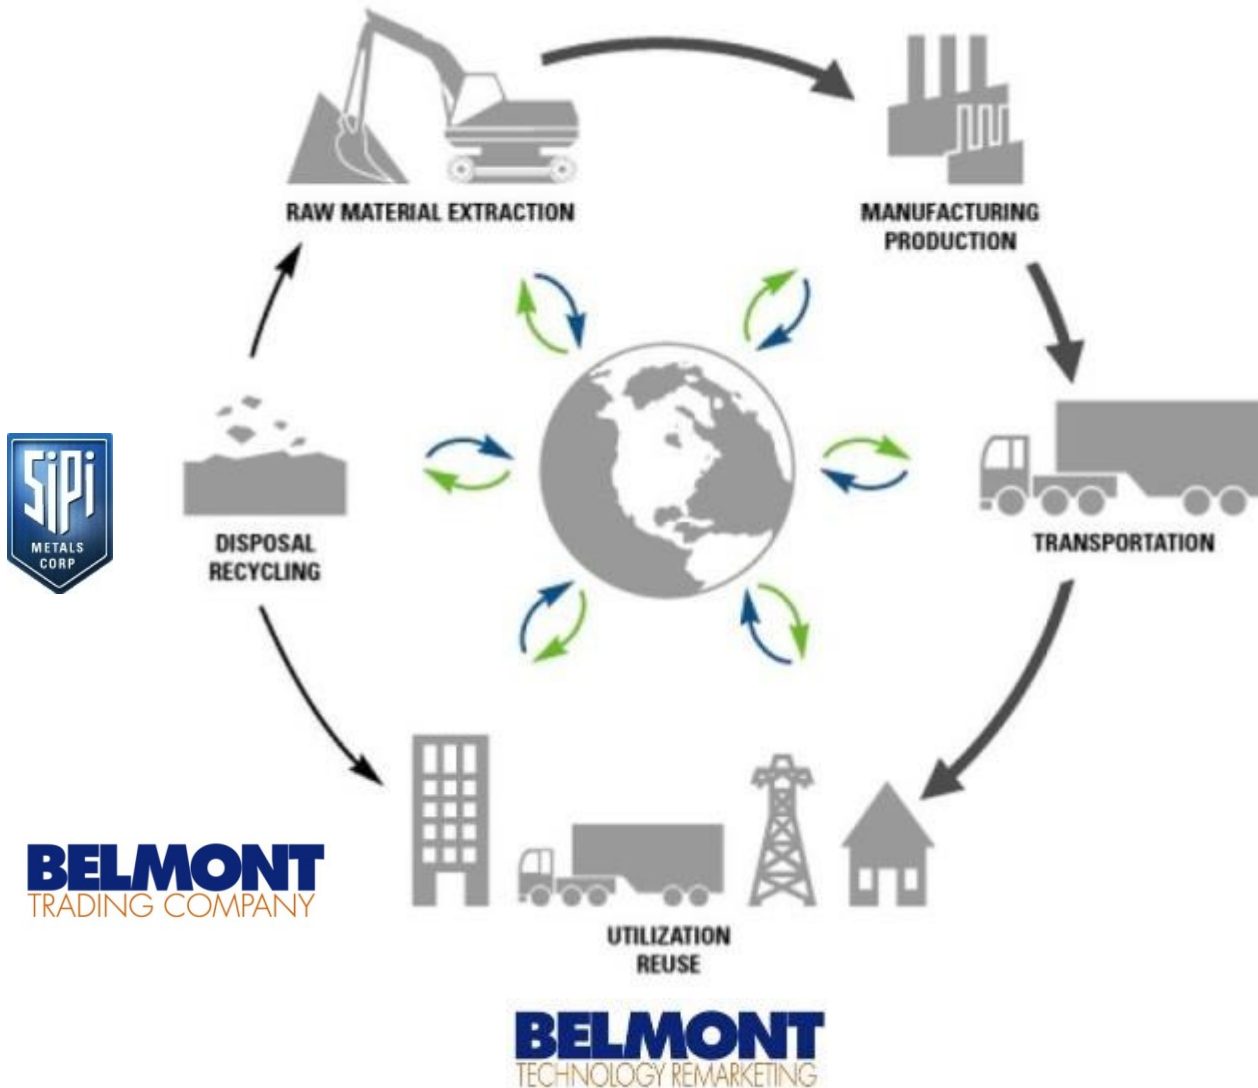 RAW MATERIAL EXTRACTION
MANUFACTURING
PRODUCTION
SiPi
METALS
CORP
DISPOSAL
RECYCLING
TRANSPORTATION
BELMONT
TRADING COMPANY
UTILIZATION
REUSE
BELMONT
TECHNOLOGY REMARKETING